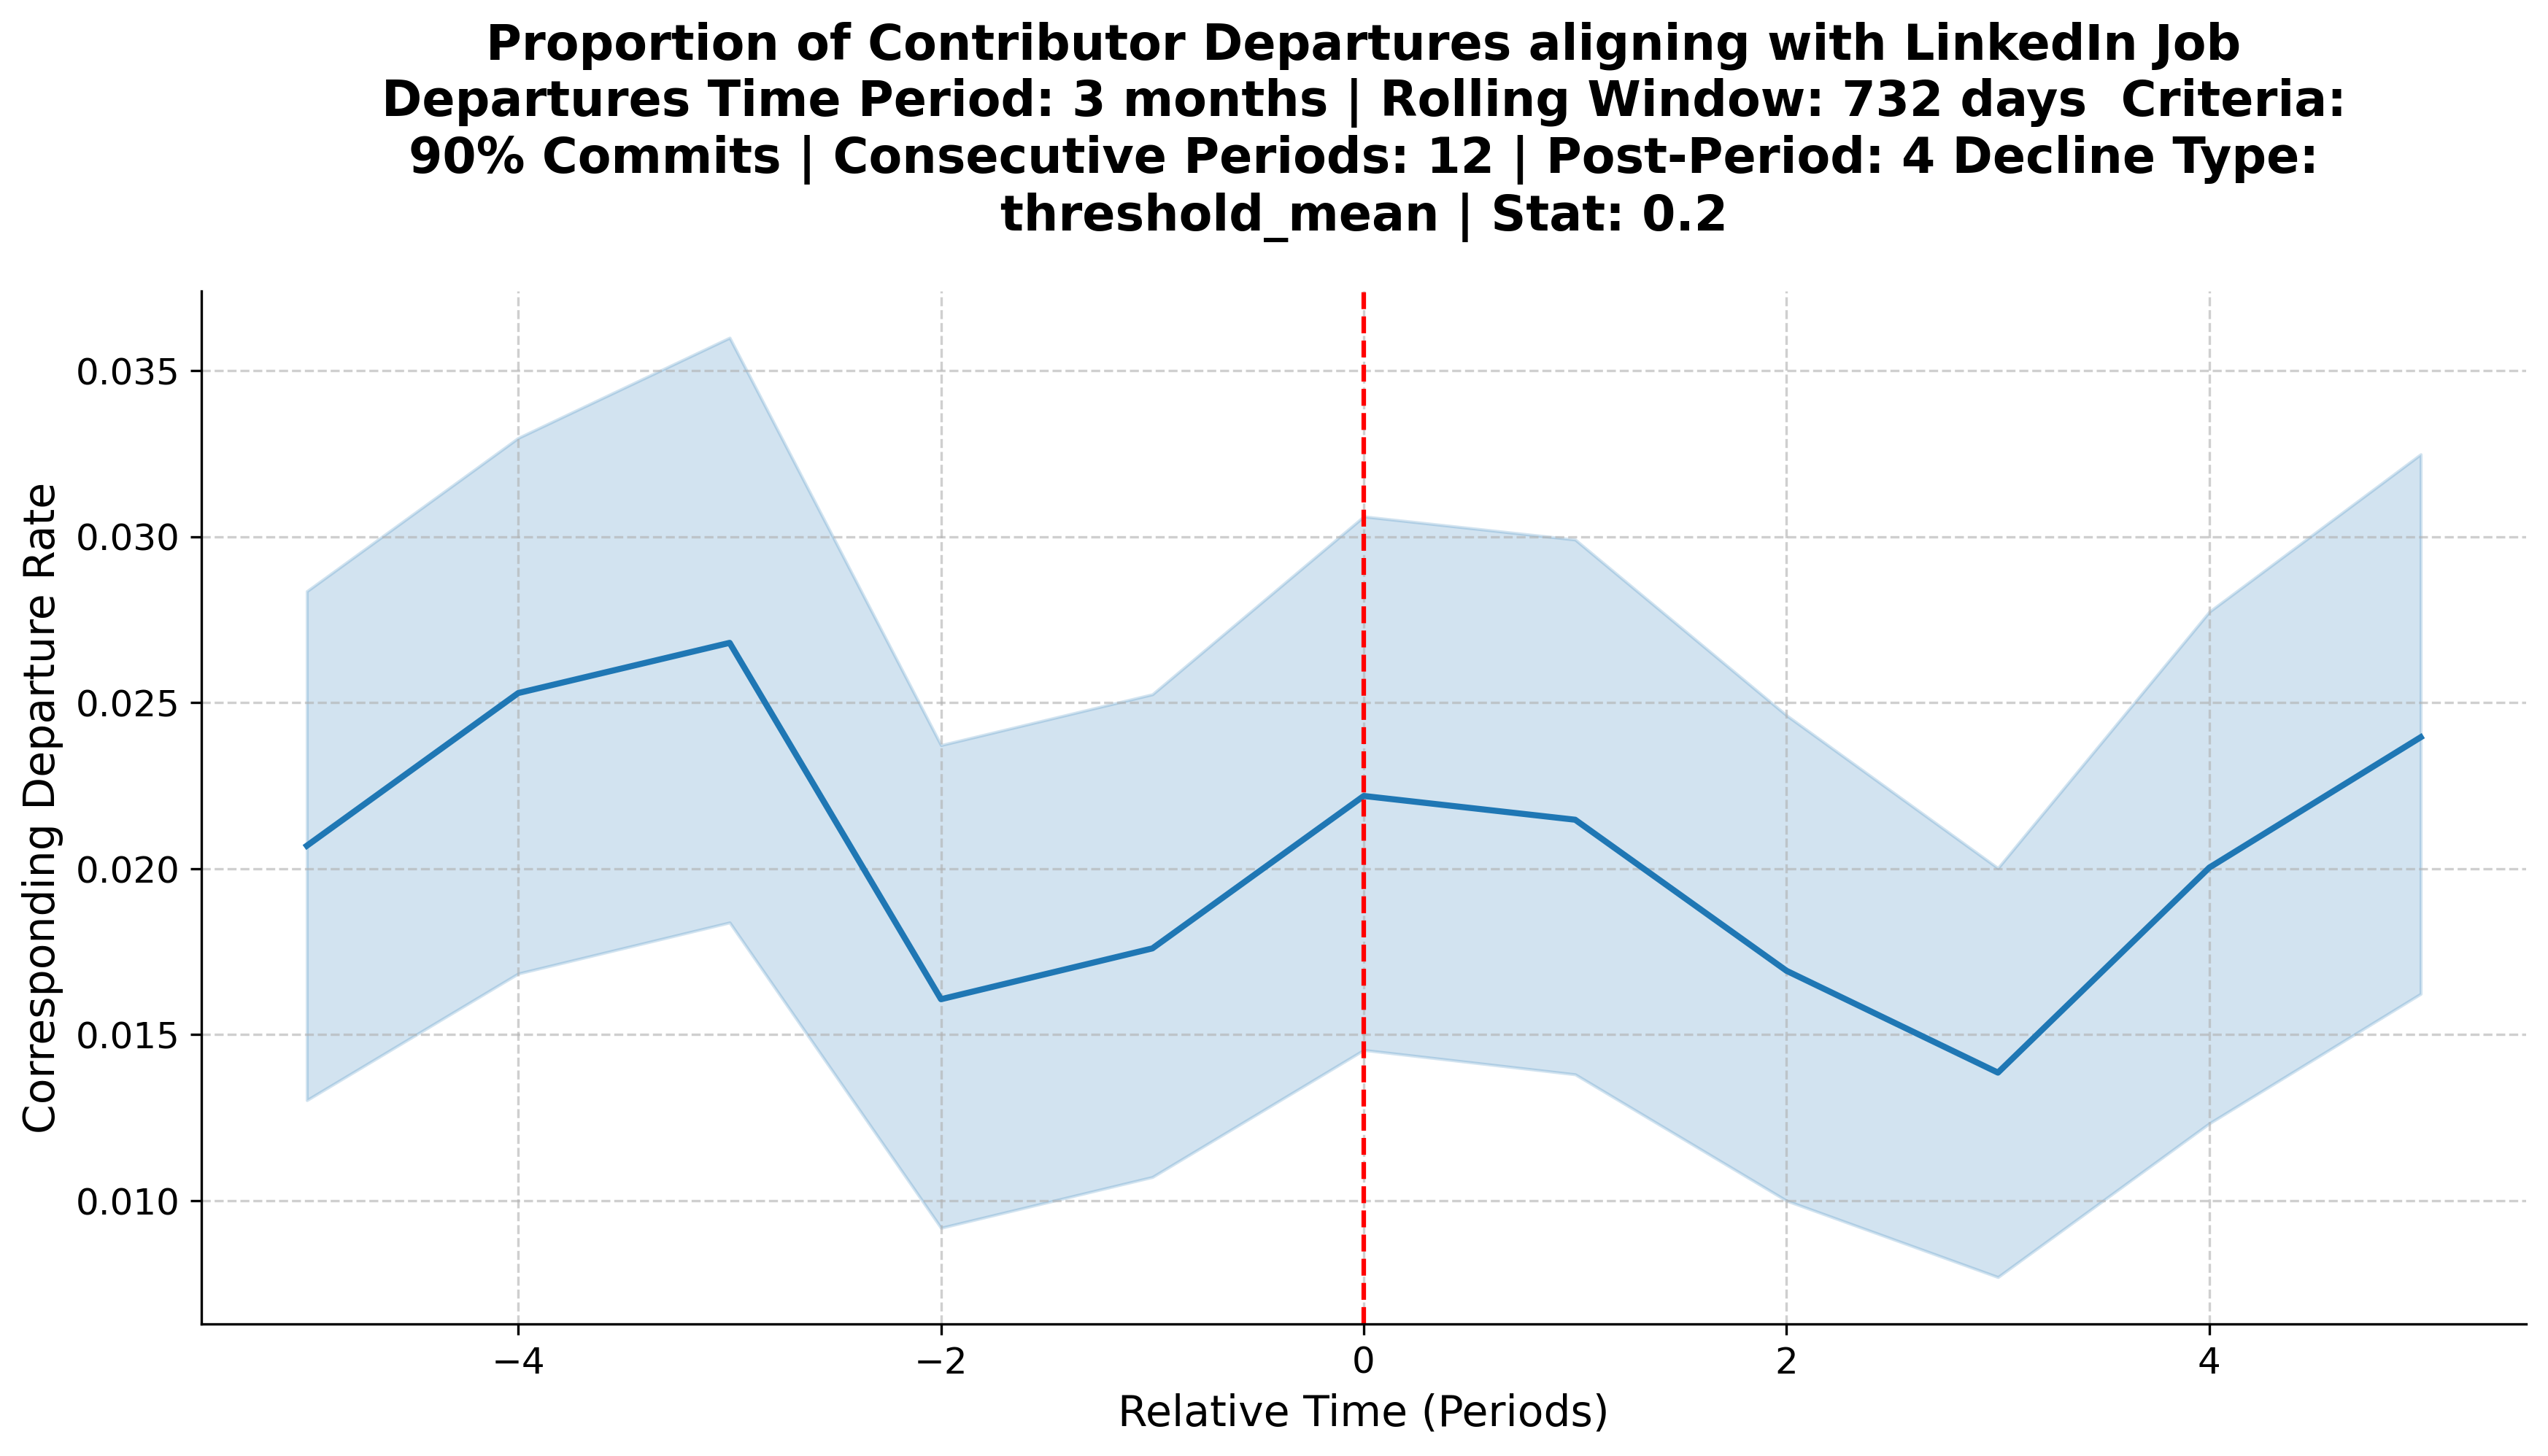 Proportion of Contributor Departures aligning with LinkedIn Job
Departures Time Period: 3 months | Rolling Window: 732 days  Criteria:
90% Commits | Consecutive Periods: 12 | Post-Period: 4 Decline Type:
threshold_mean | Stat: 0.2
Corresponding Departure Rate
0.035
0.030
0.025
0.020
0.015
0.010
−4
−2
0
2
4
Relative Time (Periods)